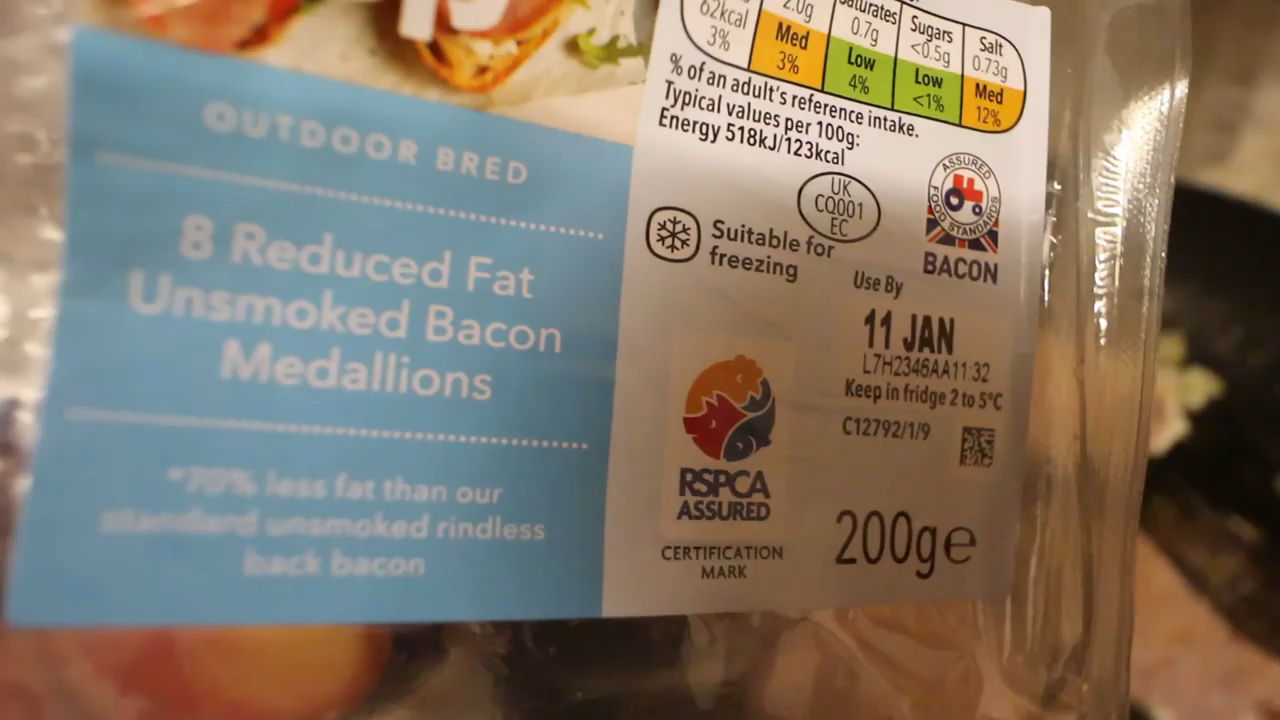 OUTDOOR BRED
8 Reduced Fat
Unsmoked Bacon
Medallions
*70% less fat than our
standard unsmoked rindless
back bacon
62kcal
3%
2.0g
Med
3%
0.7g
Low
4%
Sugars
<0.5g
Low
<1%
Salt
0.73g
Med
12%
% of an adult's reference intake.
Typical values per 100g:
Energy 518kJ/123kcal
UK
CQ001
EC
ASSURED
FOOD STANDARDS
BACON
Suitable for
freezing
Use By
11 JAN
L7H2346AA11:32
Keep in fridge 2 to 5°C
C12792/1/9
RSPCA
ASSURED
CERTIFICATION
MARK
200g℮